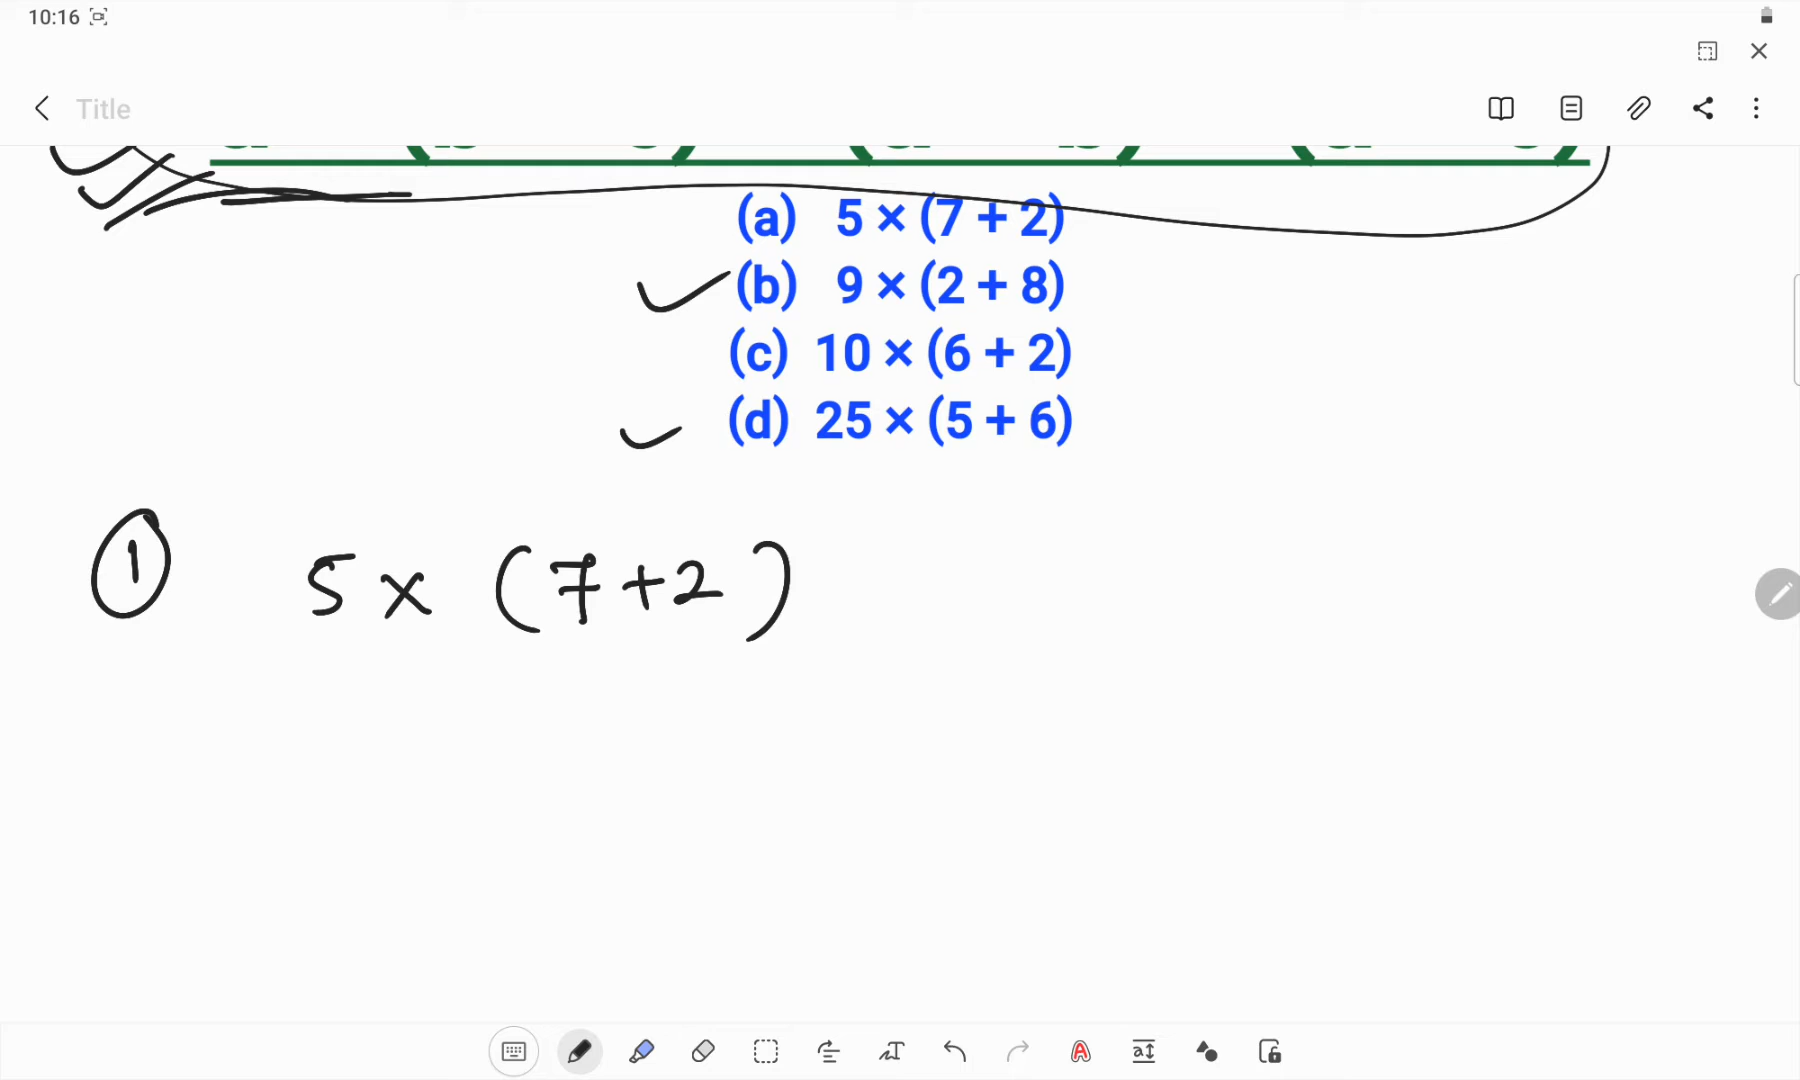 10:16
Title
(a) 5 × (7 + 2)
(b) 9 × (2 + 8)
(c) 10 × (6 + 2)
(d) 25 × (5 + 6)
1 5 × (7 + 2)